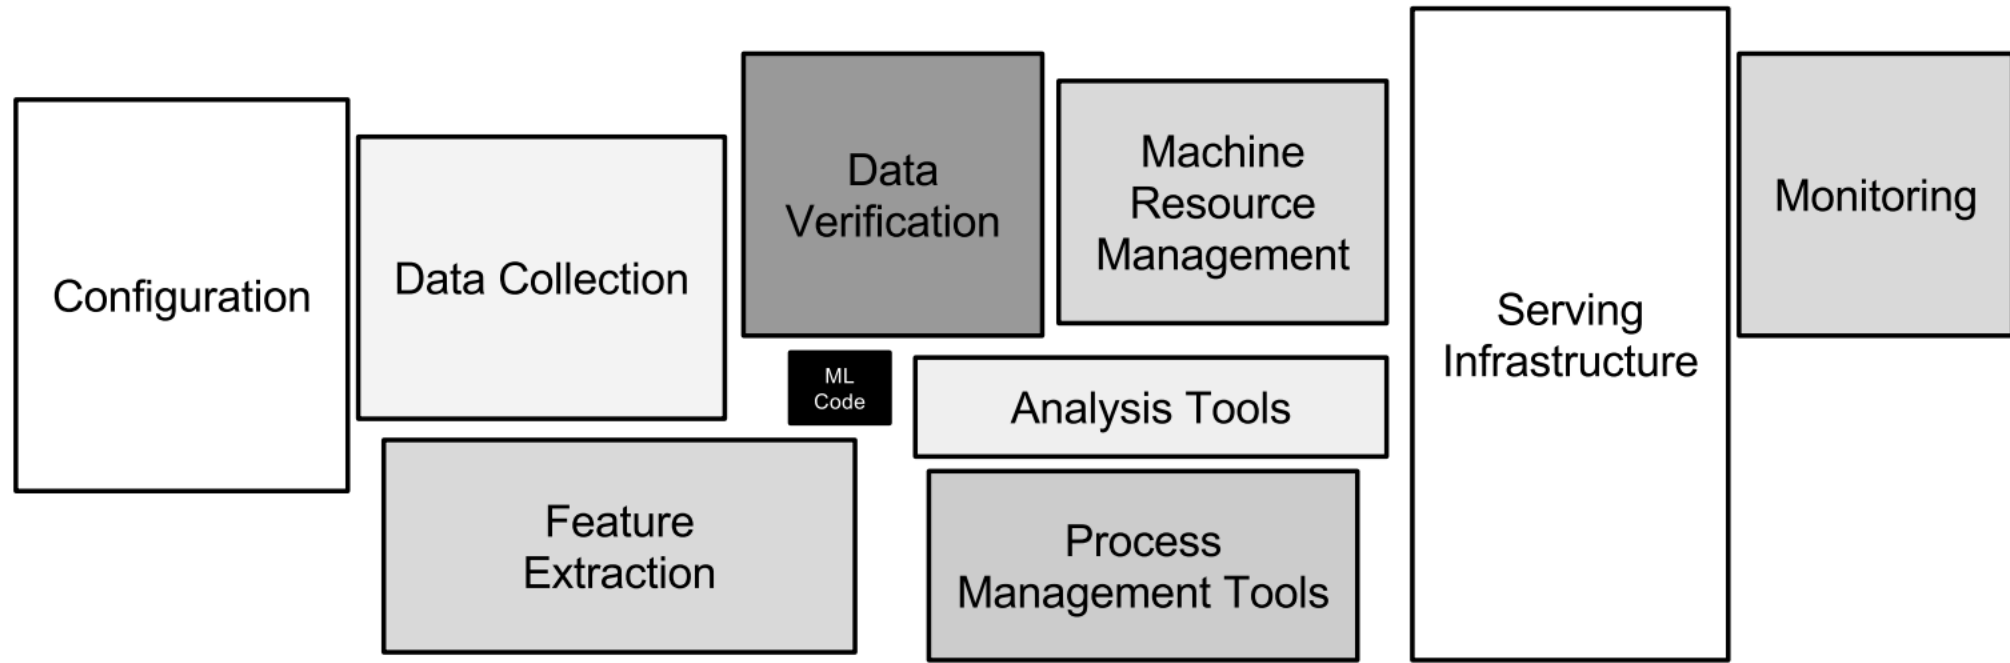 Configuration
Data Collection
Feature
Extraction
Data
Verification
ML
Code
Machine
Resource
Management
Analysis Tools
Process
Management Tools
Serving
Infrastructure
Monitoring